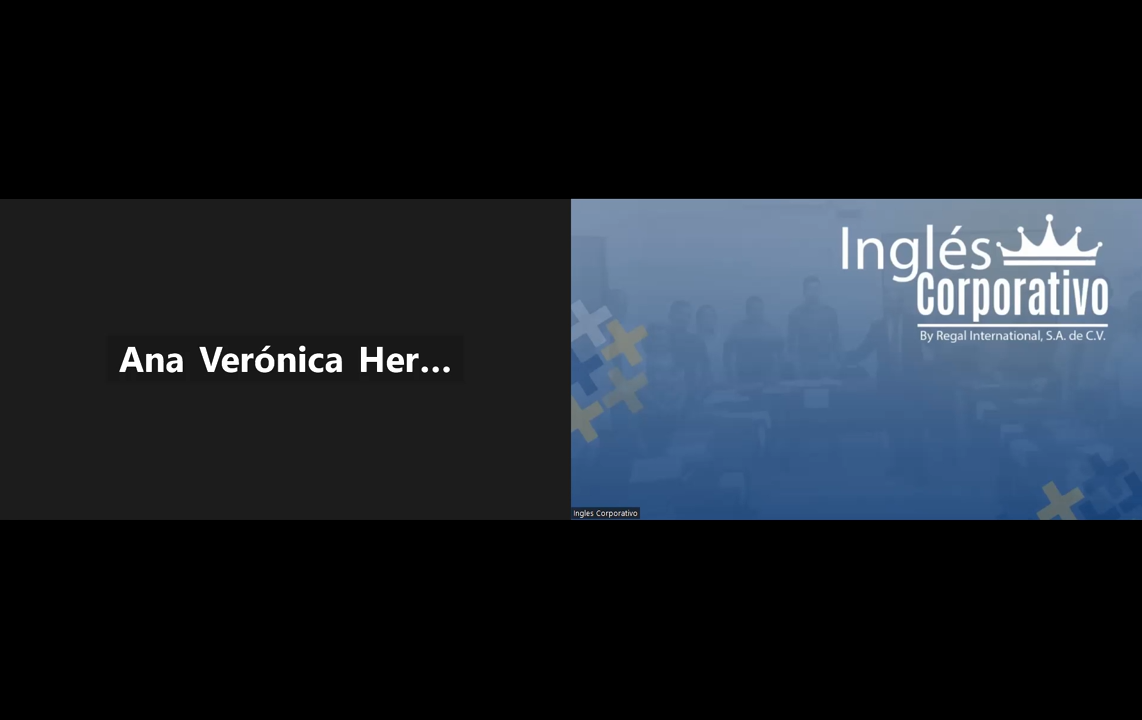 Ana Verónica Her...
Inglés
Corporativo
By Regal International, S.A. de C.V.
Ingles Corporativo